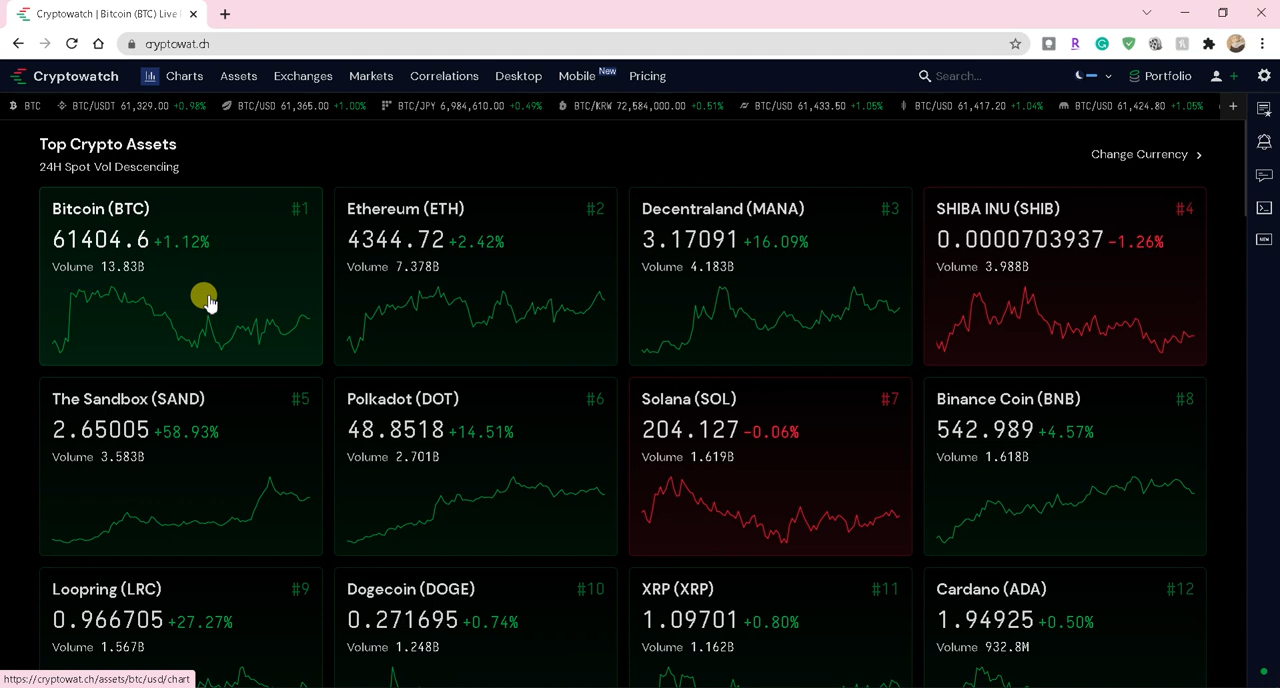 Cryptowatch | Bitcoin (BTC) Live
cryptowat.ch
Cryptowatch Charts Assets Exchanges Markets Correlations Desktop Mobile New Pricing Search... Portfolio
BTC BTC/USDT 61,329.00 +0.98% BTC/USD 61,365.00 +1.00% BTC/JPY 6,984,610.00 +0.49% BTC/KRW 72,584,000.00 +0.51% BTC/USD 61,433.50 +1.05% BTC/USD 61,417.20 +1.04% BTC/USD 61,424.80 +1.05%
Top Crypto Assets
24H Spot Vol Descending
Change Currency
Bitcoin (BTC) #1
61404.6 +1.12%
Volume 13.83B
Ethereum (ETH) #2
4344.72 +2.42%
Volume 7.378B
Decentraland (MANA) #3
3.17091 +16.09%
Volume 4.183B
SHIBA INU (SHIB) #4
0.0000703937 -1.26%
Volume 3.988B
The Sandbox (SAND) #5
2.65005 +58.93%
Volume 3.583B
Polkadot (DOT) #6
48.8518 +14.51%
Volume 2.701B
Solana (SOL) #7
204.127 -0.06%
Volume 1.619B
Binance Coin (BNB) #8
542.989 +4.57%
Volume 1.618B
Loopring (LRC) #9
0.966705 +27.27%
Volume 1.567B
Dogecoin (DOGE) #10
0.271695 +0.74%
Volume 1.248B
XRP (XRP) #11
1.09701 +0.80%
Volume 1.162B
Cardano (ADA) #12
1.94925 +0.50%
Volume 932.8M
https://cryptowat.ch/assets/btc/usd/chart